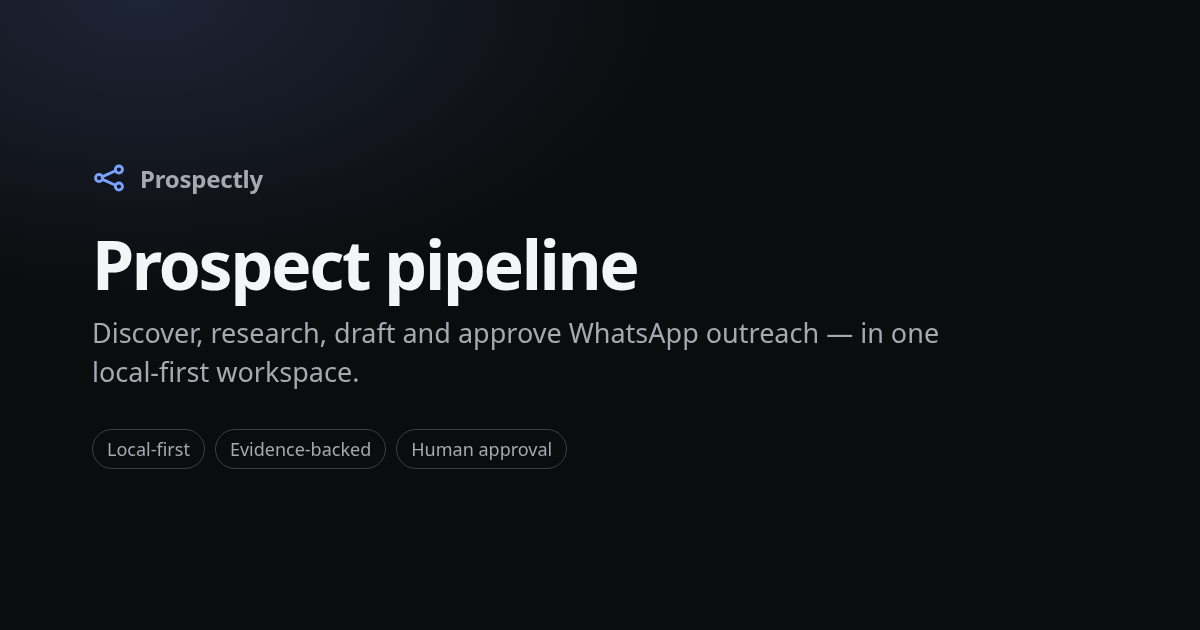 Prospectly
Prospect pipeline
Discover, research, draft and approve WhatsApp outreach — in one
local-first workspace.
Local-first
Evidence-backed
Human approval